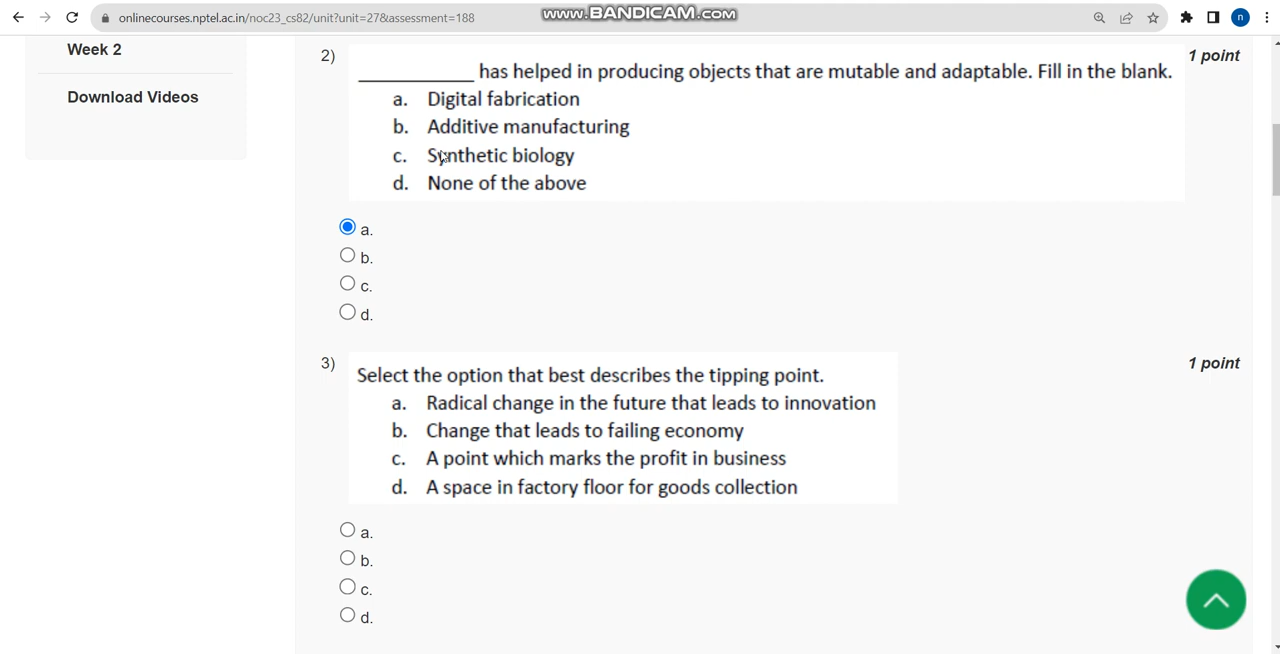 onlinecourses.nptel.ac.in/noc23_cs82/unit?unit=27&assessment=188
www.BANDICAM.com
n
Week 2
Download Videos
2)
1 point
____________ has helped in producing objects that are mutable and adaptable. Fill in the blank.
a. Digital fabrication
b. Additive manufacturing
c. Synthetic biology
d. None of the above
a.
b.
c.
d.
3)
1 point
Select the option that best describes the tipping point.
a. Radical change in the future that leads to innovation
b. Change that leads to failing economy
c. A point which marks the profit in business
d. A space in factory floor for goods collection
a.
b.
c.
d.